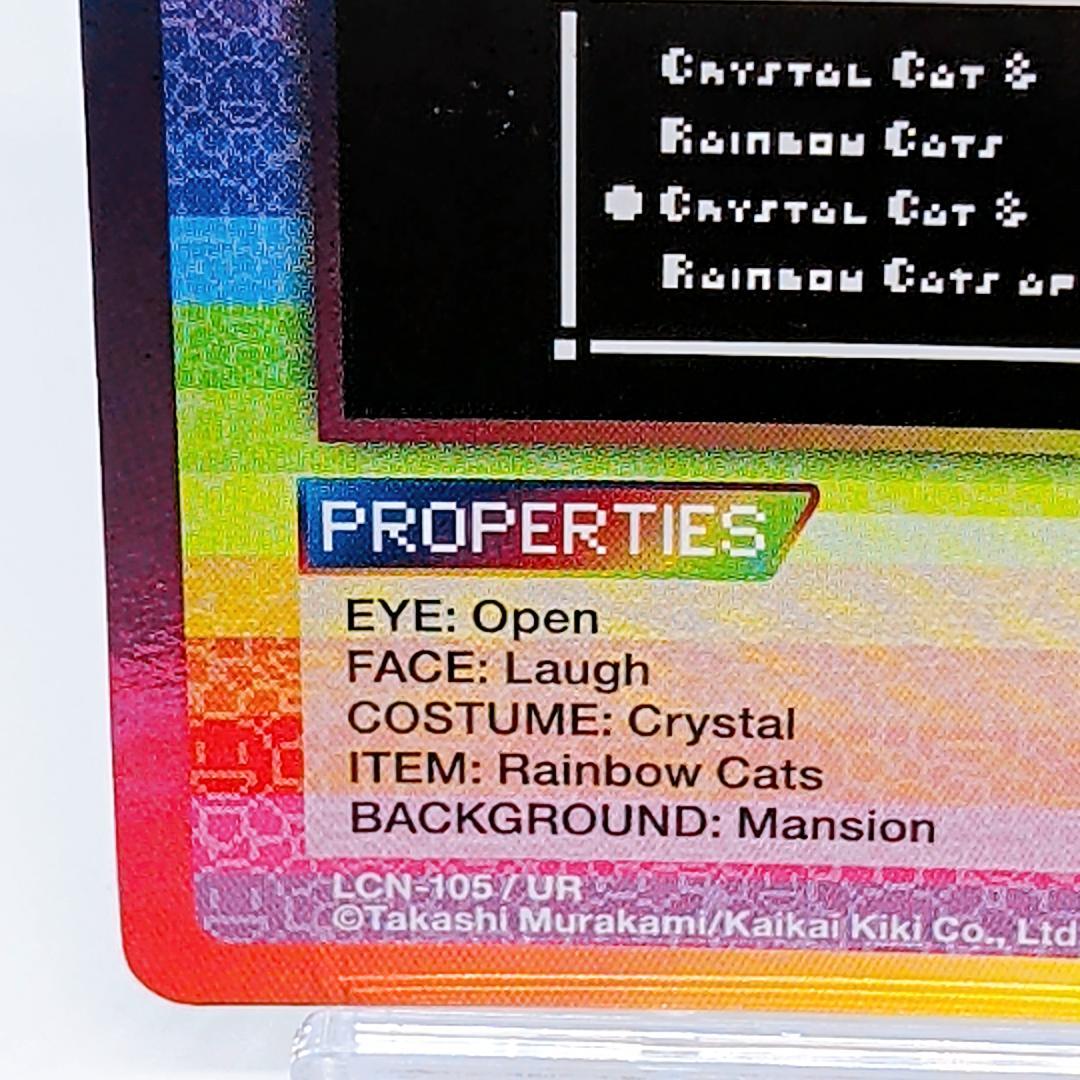 Crystal Cat &
Rainbow Cats
Crystal Cat &
Rainbow Cats ap
PROPERTIES
EYE: Open
FACE: Laugh
COSTUME: Crystal
ITEM: Rainbow Cats
BACKGROUND: Mansion
LCN-105 / UR
©Takashi Murakami/Kaikai Kiki Co., Ltd